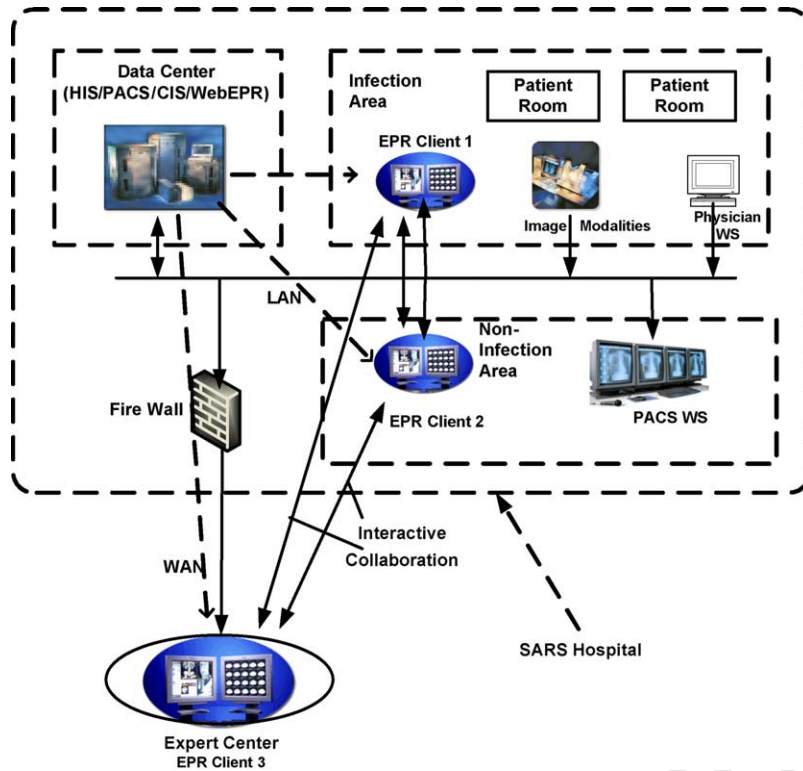 Data Center
(HIS/PACS/CIS/WebEPR)
Infection
Area
Patient
Room
Patient
Room
EPR Client 1
Image Modalities
Physician
WS
LAN
Non-
Infection
Area
Fire Wall
EPR Client 2
PACS WS
Interactive
Collaboration
WAN
SARS Hospital
Expert Center
EPR Client 3